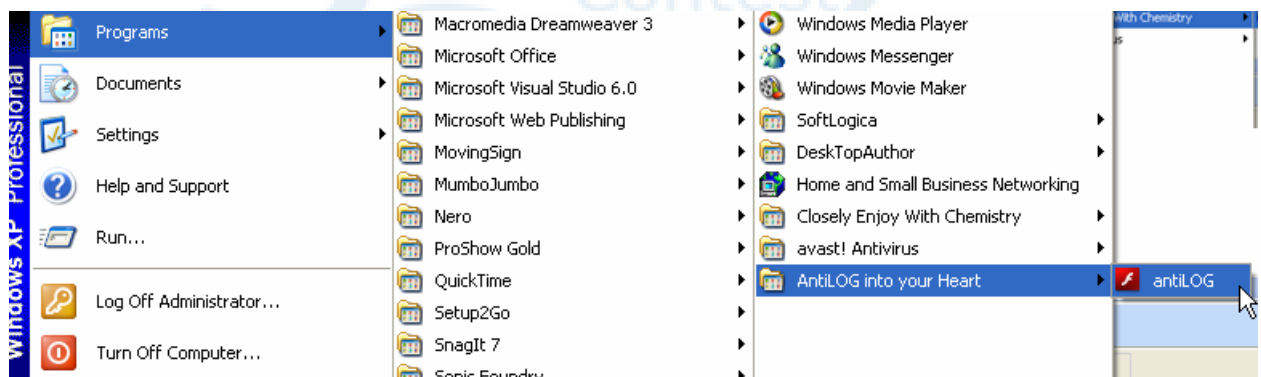 Contest
Windows XP Professional
Programs
Documents
Settings
Help and Support
Run...
Log Off Administrator...
Turn Off Computer...
Macromedia Dreamweaver 3
Microsoft Office
Microsoft Visual Studio 6.0
Microsoft Web Publishing
MovingSign
MumboJumbo
Nero
ProShow Gold
QuickTime
Setup2Go
SnagIt 7
Sonic Foundry
Windows Media Player
Windows Messenger
Windows Movie Maker
SoftLogica
DeskTopAuthor
Home and Small Business Networking
Closely Enjoy With Chemistry
avast! Antivirus
AntiLOG into your Heart
With Chemistry
antiLOG